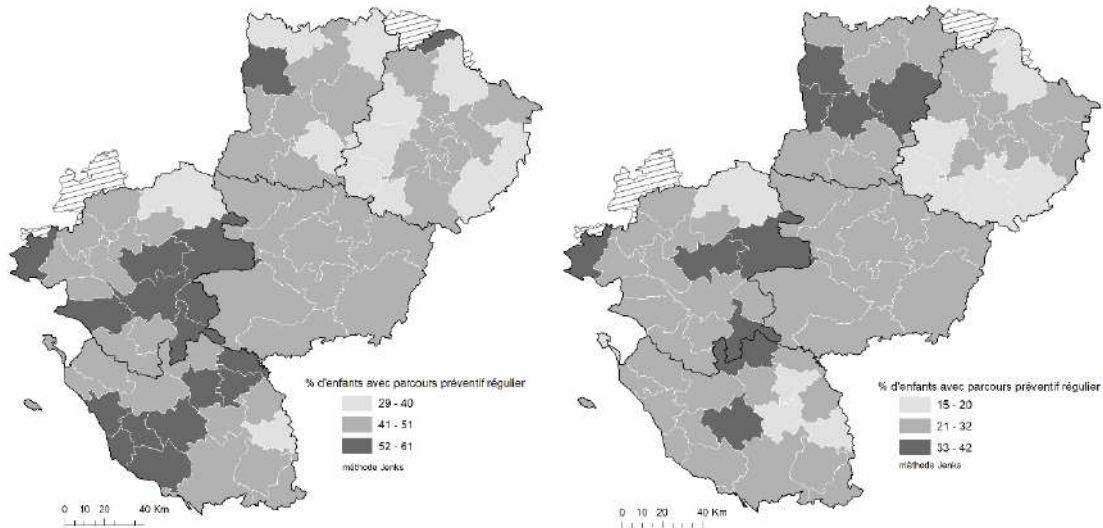 % d'enfants avec parcours préventif régulier
29 - 40
41 - 51
52 - 61
méthode Jenks
0 10 20 40 Km
% d'enfants avec parcours préventif régulier
15 - 20
21 - 32
33 - 42
méthode Jenks
0 10 20 40 Km